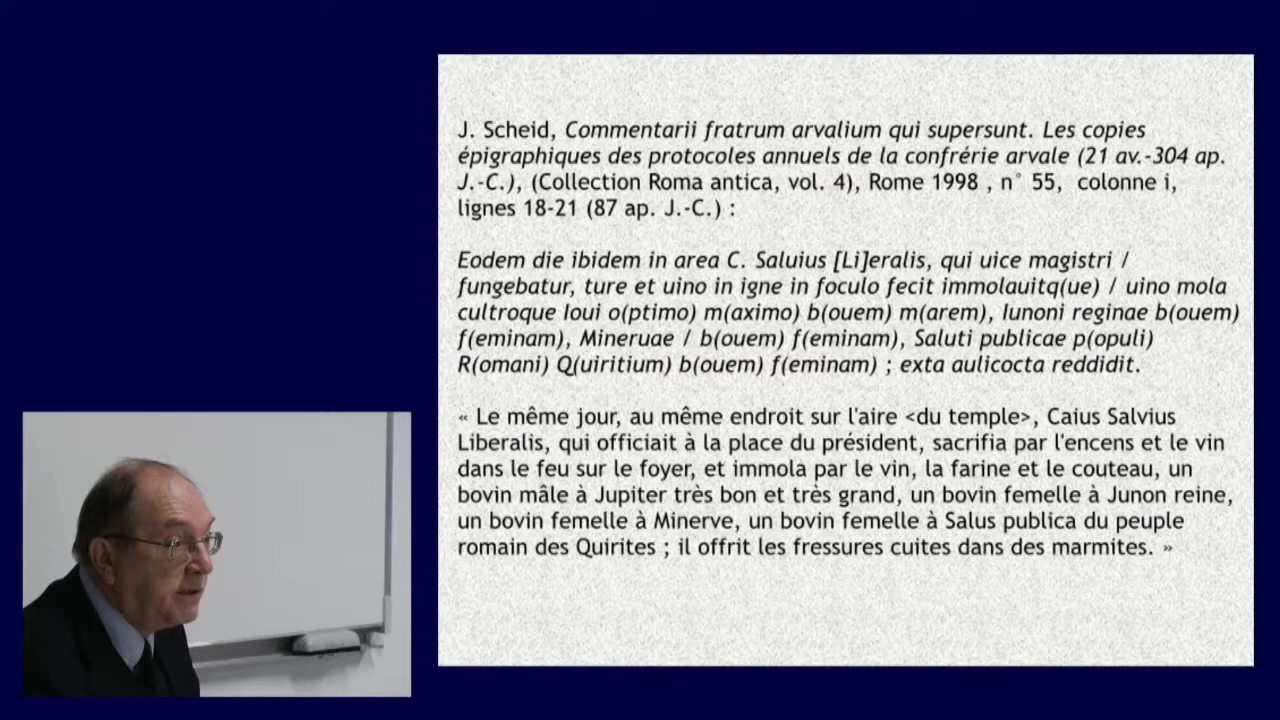 J. Scheid, Commentarii fratrum arvalium qui supersunt. Les copies
épigraphiques des protocoles annuels de la confrérie arvale (21 av.-304 ap.
J.-C.), (Collection Roma antica, vol. 4), Rome 1998 , n° 55,  colonne i,
lignes 18-21 (87 ap. J.-C.) :
Eodem die ibidem in area C. Saluius [Li]eralis, qui uice magistri /
fungebatur, ture et uino in igne in foculo fecit immolauitq(ue) / uino mola
cultroque Ioui o(ptimo) m(aximo) b(ouem) m(arem), Iunoni reginae b(ouem)
f(eminam), Mineruae / b(ouem) f(eminam), Saluti publicae p(opuli)
R(omani) Q(uiritium) b(ouem) f(eminam) ; exta aulicocta reddidit.
« Le même jour, au même endroit sur l'aire <du temple>, Caius Salvius
Liberalis, qui officiait à la place du président, sacrifia par l'encens et le vin
dans le feu sur le foyer, et immola par le vin, la farine et le couteau, un
bovin mâle à Jupiter très bon et très grand, un bovin femelle à Junon reine,
un bovin femelle à Minerve, un bovin femelle à Salus publica du peuple
romain des Quirites ; il offrit les fressures cuites dans des marmites. »